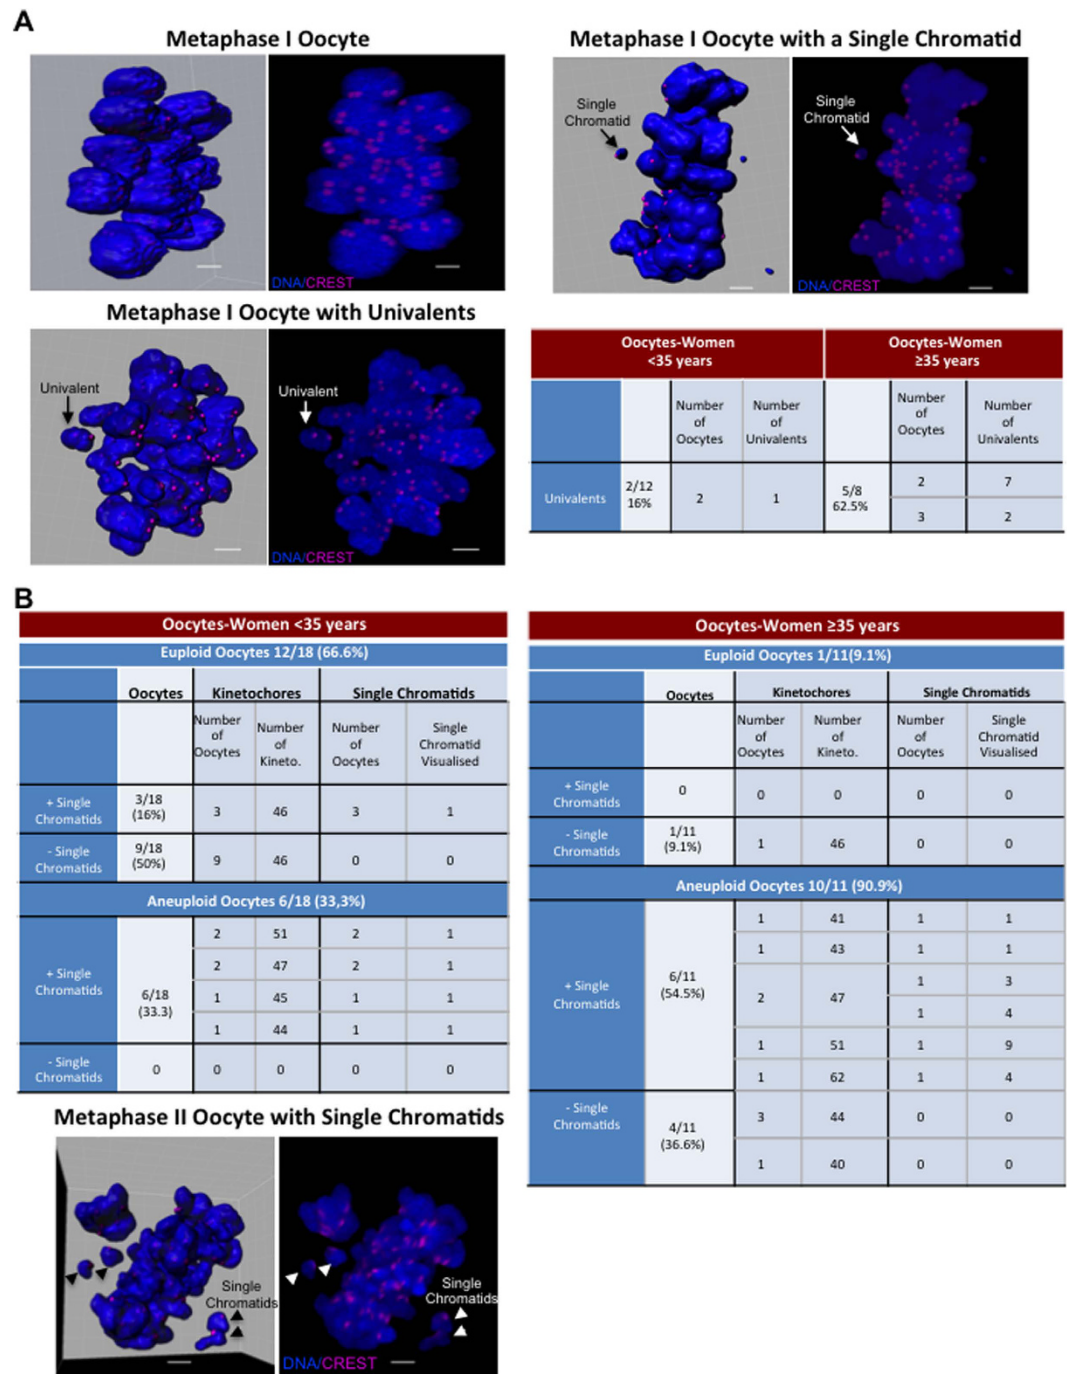 A
Metaphase I Oocyte
Metaphase I Oocyte with a Single Chromatid
Single
Chromatid
Single
Chromatid
DNA/CREST
DNA/CREST
Metaphase I Oocyte with Univalents
Univalent
Univalent
DNA/CREST
Oocytes-Women
<35 years
Oocytes-Women
≥35 years
Number
of
Oocytes
Number
of
Univalents
Number
of
Oocytes
Number
of
Univalents
Univalents
2/12
16%
2
1
5/8
62.5%
2
7
3
2
B
Oocytes-Women <35 years
Euploid Oocytes 12/18 (66.6%)
Oocytes
Kinetochores
Single Chromatids
Number
of
Oocytes
Number
of
Kineto.
Number
of
Oocytes
Single
Chromatid
Visualised
+ Single
Chromatids
3/18
(16%)
3
46
3
1
- Single
Chromatids
9/18
(50%)
9
46
0
0
Aneuploid Oocytes 6/18 (33,3%)
+ Single
Chromatids
6/18
(33.3)
2
51
2
1
2
47
2
1
1
45
1
1
1
44
1
1
- Single
Chromatids
0
0
0
0
0
Oocytes-Women ≥35 years
Euploid Oocytes 1/11(9.1%)
Oocytes
Kinetochores
Single Chromatids
Number
of
Oocytes
Number
of
Kineto.
Number
of
Oocytes
Single
Chromatid
Visualised
+ Single
Chromatids
0
0
0
0
0
- Single
Chromatids
1/11
(9.1%)
1
46
0
0
Aneuploid Oocytes 10/11 (90.9%)
+ Single
Chromatids
6/11
(54.5%)
1
41
1
1
1
43
1
1
2
47
1
3
1
4
1
51
1
9
1
62
1
4
- Single
Chromatids
4/11
(36.6%)
3
44
0
0
1
40
0
0
Metaphase II Oocyte with Single Chromatids
Single
Chromatids
Single
Chromatids
DNA/CREST